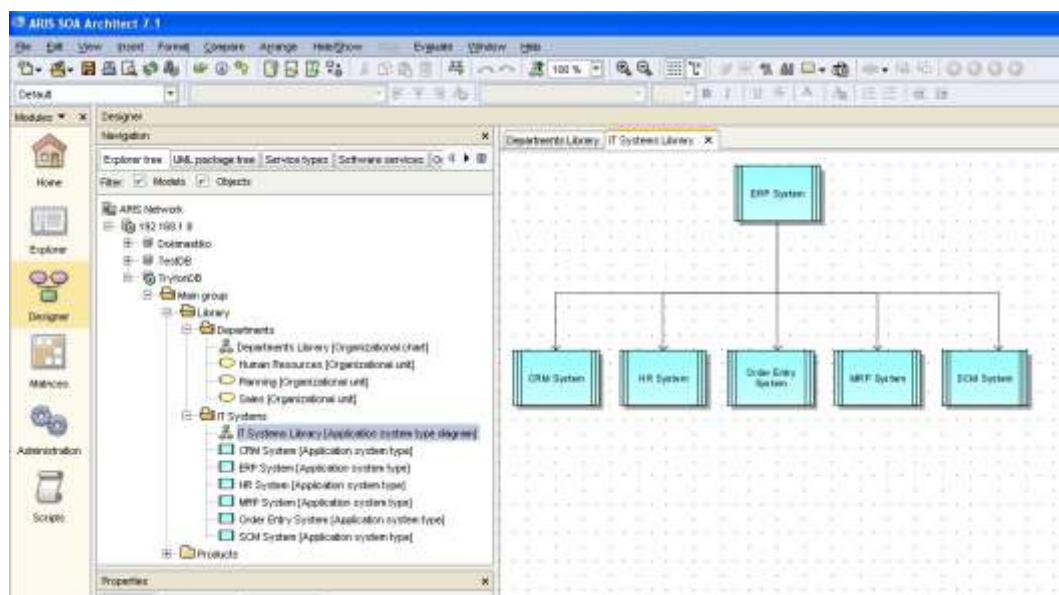 ARIS SOA Architect 7.1
File Edit View Insert Format Compare Arrange Hide/Show Evaluate Window Help
100 %
Default
Modules
Designer
Navigation
Departments Library IT Systems Library
Explorer tree UML package tree Service types Software services
Filter: Models Objects
Home
Explorer
Designer
Matrices
Administration
Scripts
ARIS Network
TestDB
TrytonDB
Main group
Library
Departments
Departments Library [Organizational chart]
Human Resources [Organizational unit]
Planning [Organizational unit]
Sales [Organizational unit]
IT Systems
IT Systems Library [Application system type diagram]
CRM System [Application system type]
ERP System [Application system type]
HR System [Application system type]
MRP System [Application system type]
Order Entry System [Application system type]
SCM System [Application system type]
Products
Properties
ERP System
CRM System
HR System
Order Entry
System
MRP System
SCM System